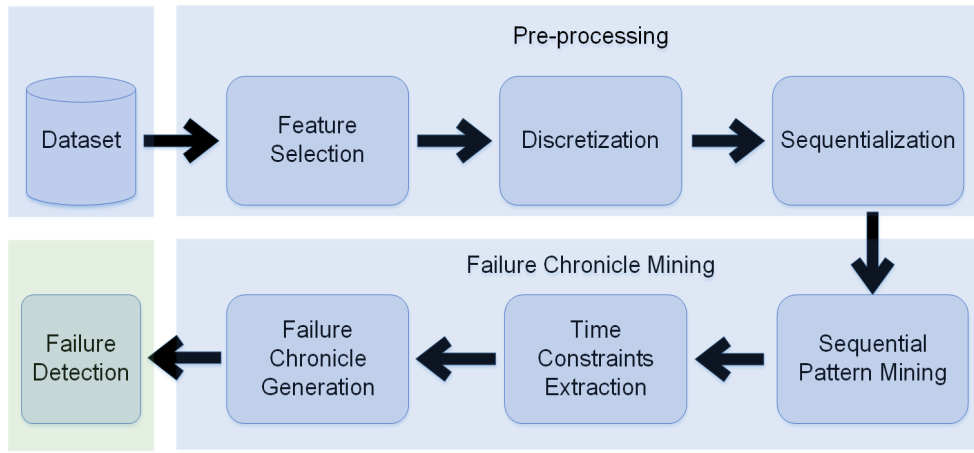 Pre-processing
Dataset
Feature
Selection
Discretization
Sequentialization
Failure Chronicle Mining
Failure
Detection
Failure
Chronicle
Generation
Time
Constraints
Extraction
Sequential
Pattern Mining